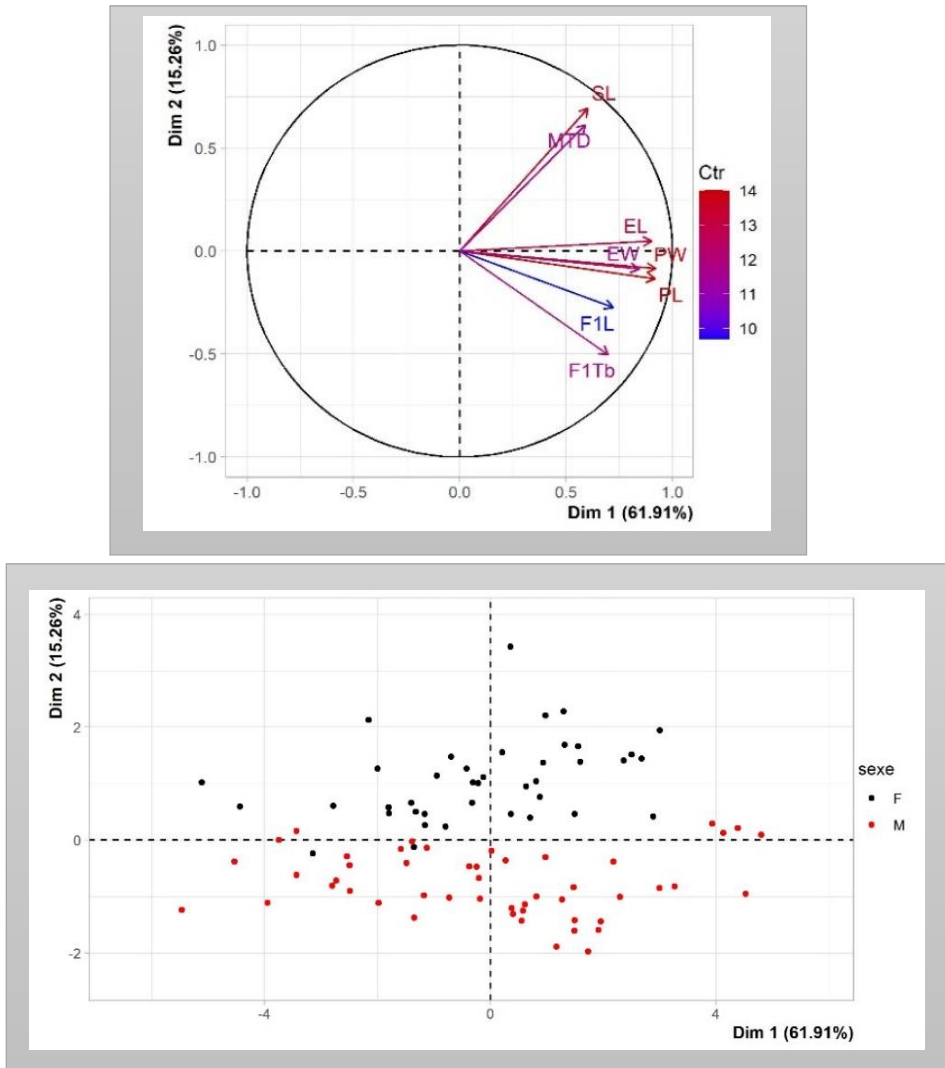 Dim 2 (15.26%)
1.0
0.5
0.0
-0.5
-1.0
SL
MTD
EL
EW PW
PL
F1L
F1Tb
-1.0 -0.5 0.0 0.5 1.0
Dim 1 (61.91%)
Ctr
14
13
12
11
10
Dim 2 (15.26%)
4
2
0
-2
-4 0 4
Dim 1 (61.91%)
sexe
F
M